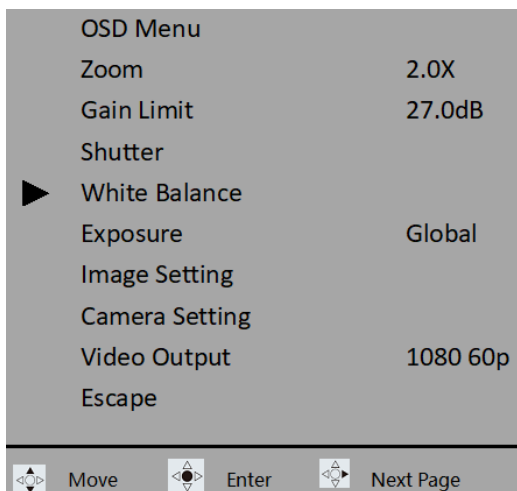 OSD Menu
Zoom 2.0X
Gain Limit 27.0dB
Shutter
White Balance
Exposure Global
Image Setting
Camera Setting
Video Output 1080 60p
Escape
Move Enter Next Page